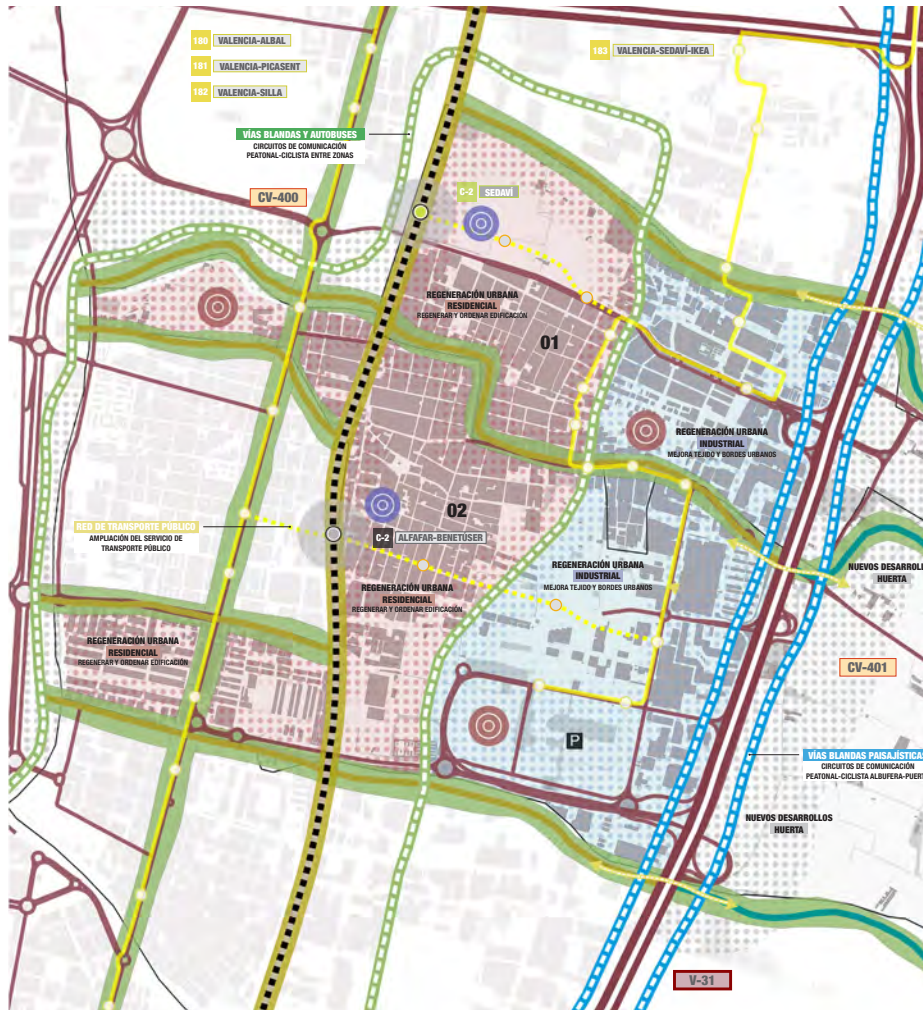 180 VALENCIA-ALBAL
181 VALENCIA-PICASENT
182 VALENCIA-SILLA
183 VALENCIA-SEDAVÍ-IKEA
R
VÍAS BLANDAS Y AUTOBUSES
CIRCUITOS DE COMUNICACIÓN
PEATONAL-CICLISTA ENTRE ZONAS
CV-400
C-2 SEDAVÍ
REGENERACIÓN URBANA
RESIDENCIAL
REGENERAR Y ORDENAR EDIFICACIÓN
01
REGENERACIÓN URBANA
INDUSTRIAL
MEJORA TEJIDO Y BORDES URBANOS
02
RED DE TRANSPORTE PÚBLICO
AMPLIACIÓN DEL SERVICIO DE
TRANSPORTE PÚBLICO
C-2 ALFAFAR-BENETÚSER
REGENERACIÓN URBANA
INDUSTRIAL
MEJORA TEJIDO Y BORDES URBANOS
NUEVOS DESARROLL
HUERTA
REGENERACIÓN URBANA
RESIDENCIAL
REGENERAR Y ORDENAR EDIFICACIÓN
REGENERACIÓN URBANA
RESIDENCIAL
REGENERAR Y ORDENAR EDIFICACIÓN
CV-401
P
VÍAS BLANDAS PAISAJÍSTICAS
CIRCUITOS DE COMUNICACIÓN
PEATONAL-CICLISTA ALBUFERA-PUERT
NUEVOS DESARROLLOS
HUERTA
V-31